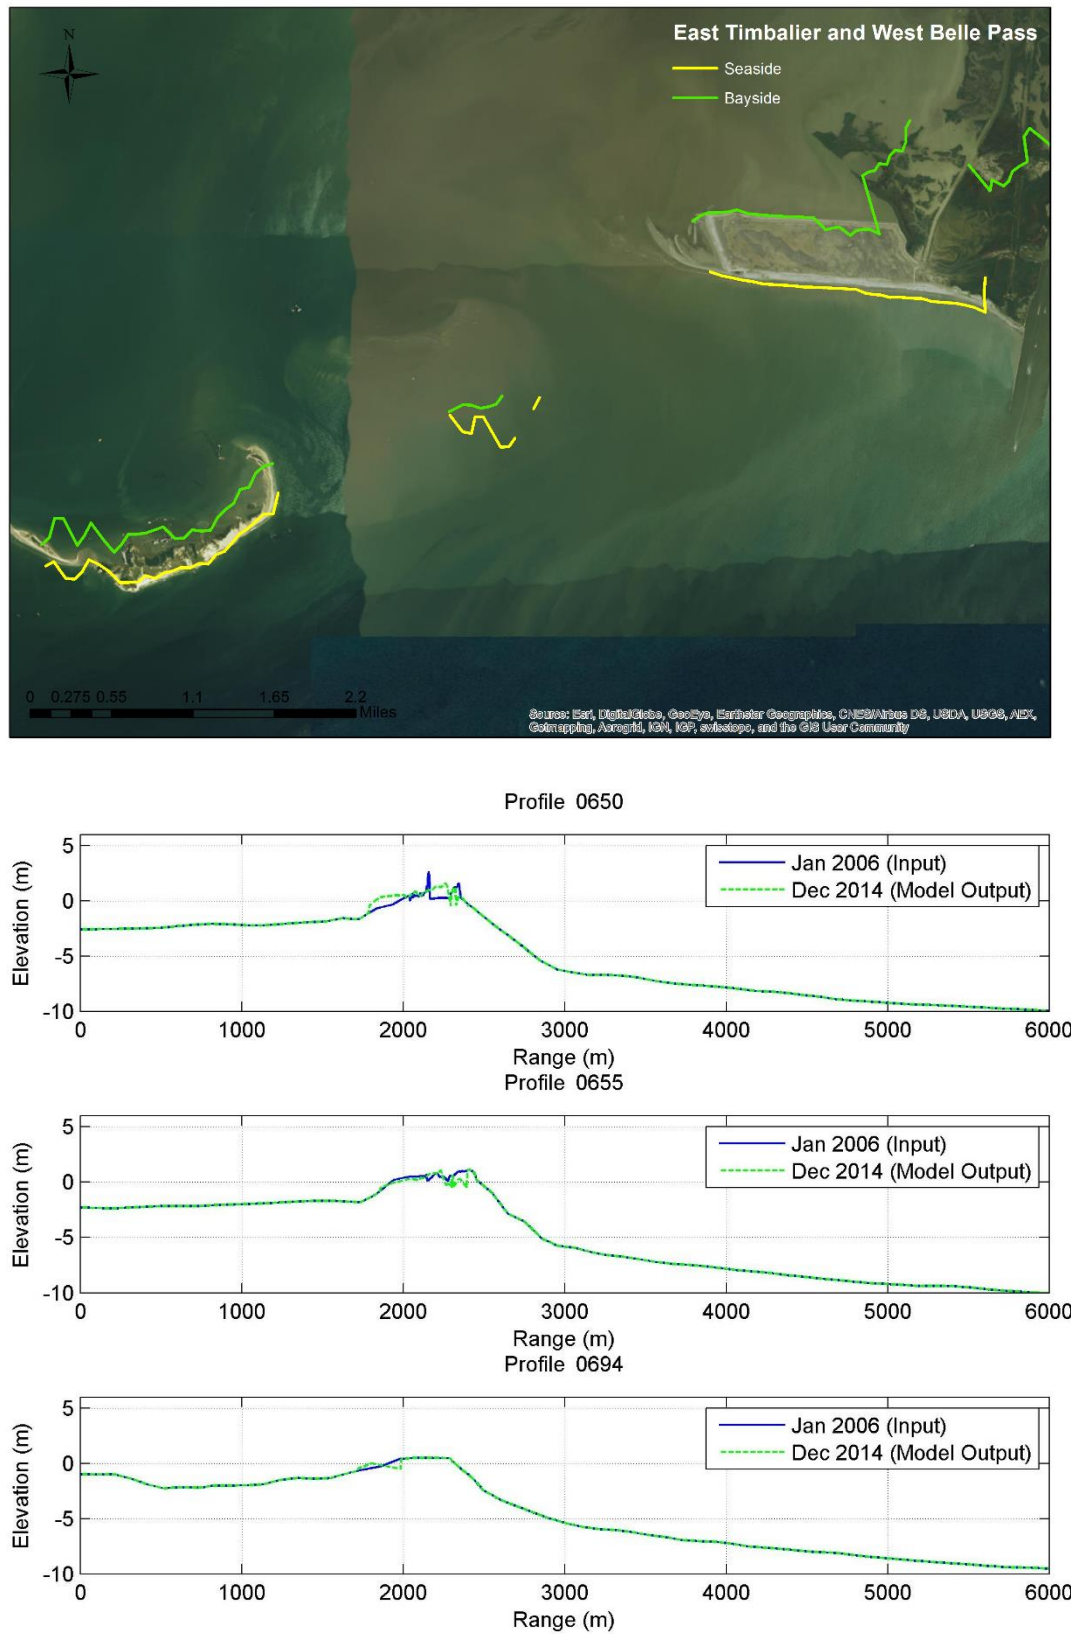 N
East Timbalier and West Belle Pass
Seaside
Bayside
0 0.275 0.55 1.1 1.65 2.2
Miles
Source: Esri, DigitalGlobe, GeoEye, Earthstar Geographics, CNES/Airbus DS, USDA, USGS, AEX,
Getmapping, Aerogrid, IGN, IGP, swisstopo, and the GIS User Community
Profile 0650
Elevation (m)
5
0
-5
-10
Jan 2006 (Input)
Dec 2014 (Model Output)
0 1000 2000 3000 4000 5000 6000
Range (m)
Profile 0655
Elevation (m)
5
0
-5
-10
Jan 2006 (Input)
Dec 2014 (Model Output)
0 1000 2000 3000 4000 5000 6000
Range (m)
Profile 0694
Elevation (m)
5
0
-5
-10
Jan 2006 (Input)
Dec 2014 (Model Output)
0 1000 2000 3000 4000 5000 6000
Range (m)